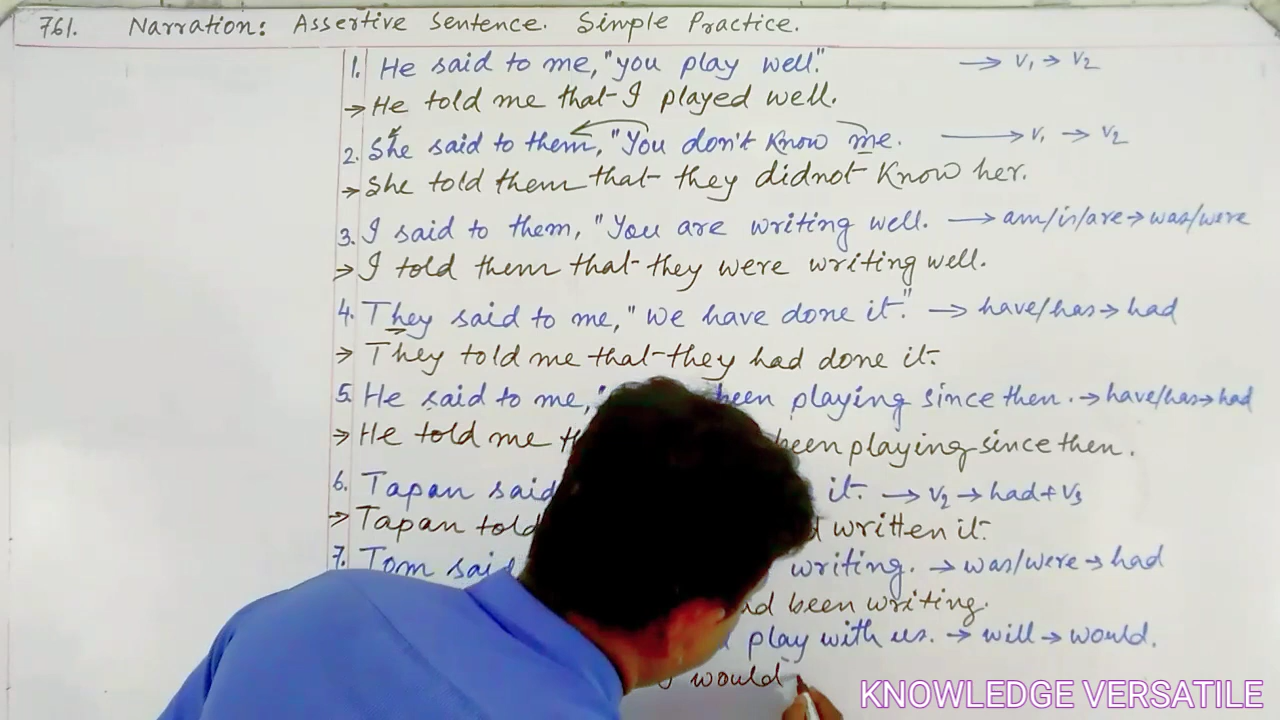 761. Narration: Assertive Sentence. Simple Practice.
1. He said to me, "you play well." → V1 → V2
→ He told me that I played well.
2. She said to them, "You don't know me. → V1 → V2
→ She told them that they didnot know her.
3. I said to them, "You are writing well. → am/is/are → was/were
→ I told them that they were writing well.
4. They said to me, "We have done it." → have/has → had
→ They told me that they had done it.
5. He said to me, been playing since then. → have/has → had
→ He told me been playing since then.
6. Tapan said it. → V2 → had + V3
→ Tapan told written it.
7. Tom said writing. → was/were → had
had been writing.
play with us. → will → would.
would
KNOWLEDGE VERSATILE